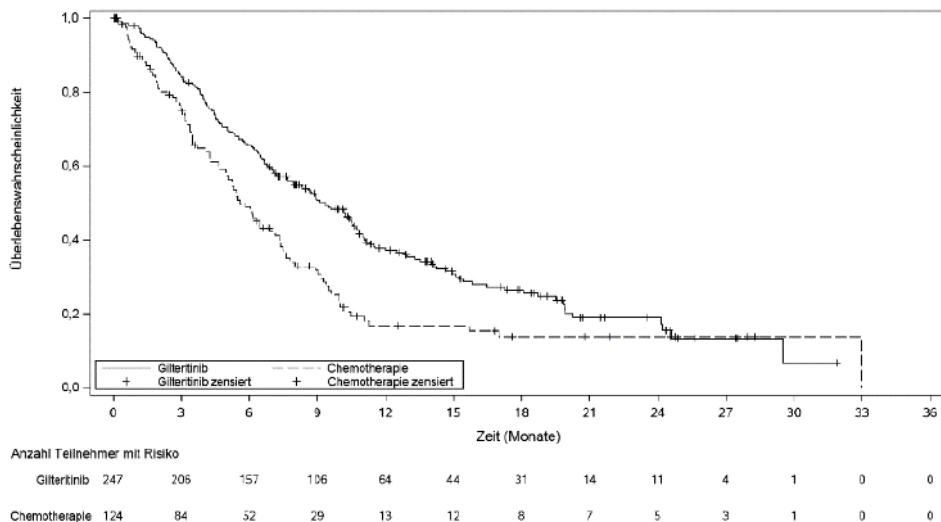 Überlebenswahrscheinlichkeit
1,0
0,8
0,6
0,4
0,2
0,0
Gilteritinib
Chemotherapie
Gilteritinib zensiert
Chemotherapie zensiert
0 3 6 9 12 15 18 21 24 27 30 33 36
Zeit (Monate)
Anzahl Teilnehmer mit Risiko
Gilteritinib 247 206 157 106 64 44 31 14 11 4 1 0 0
Chemotherapie 124 84 52 29 13 12 8 7 5 3 1 0 0